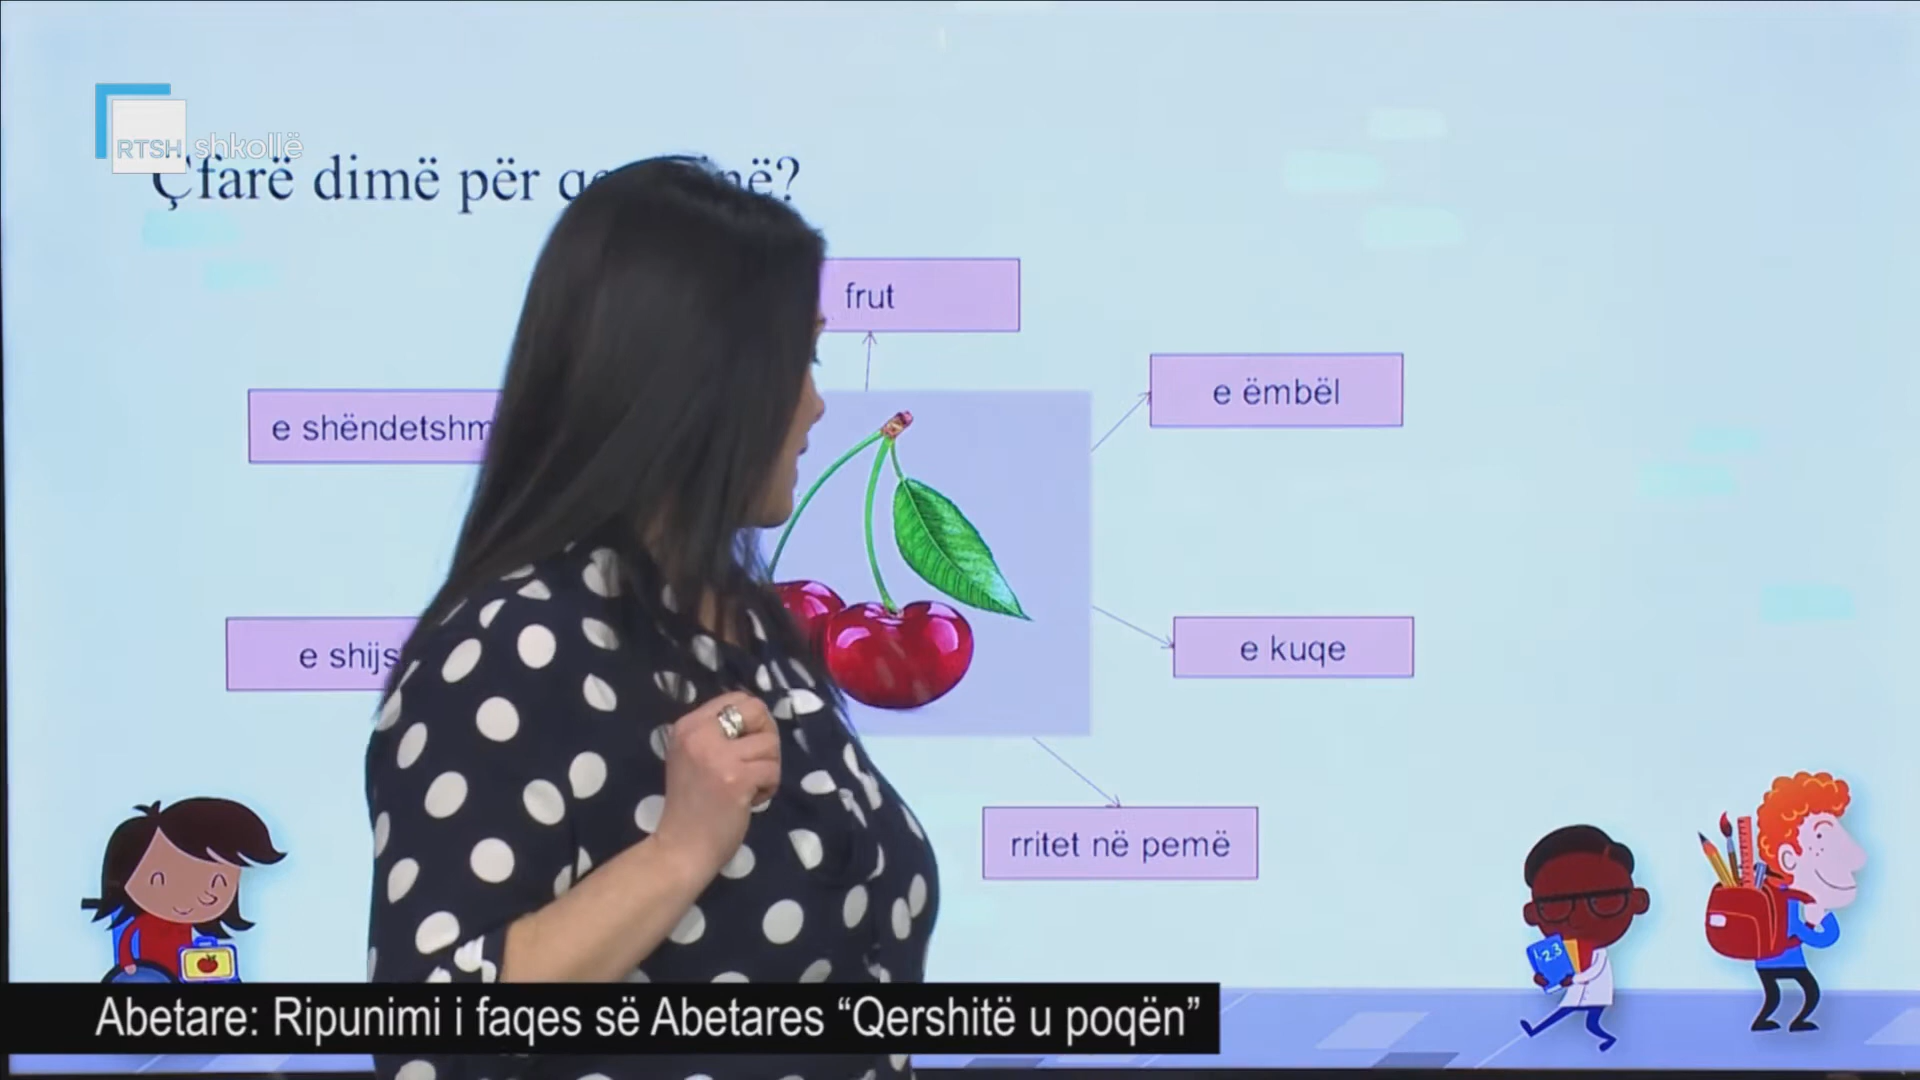 RTSH shkollë
Çfarë dimë për
frut
e ëmbël
e shëndetshm
e kuqe
e shijs
rritet në pemë
123
Abetare: Ripunimi i faqes së Abetares “Qershitë u poqën”